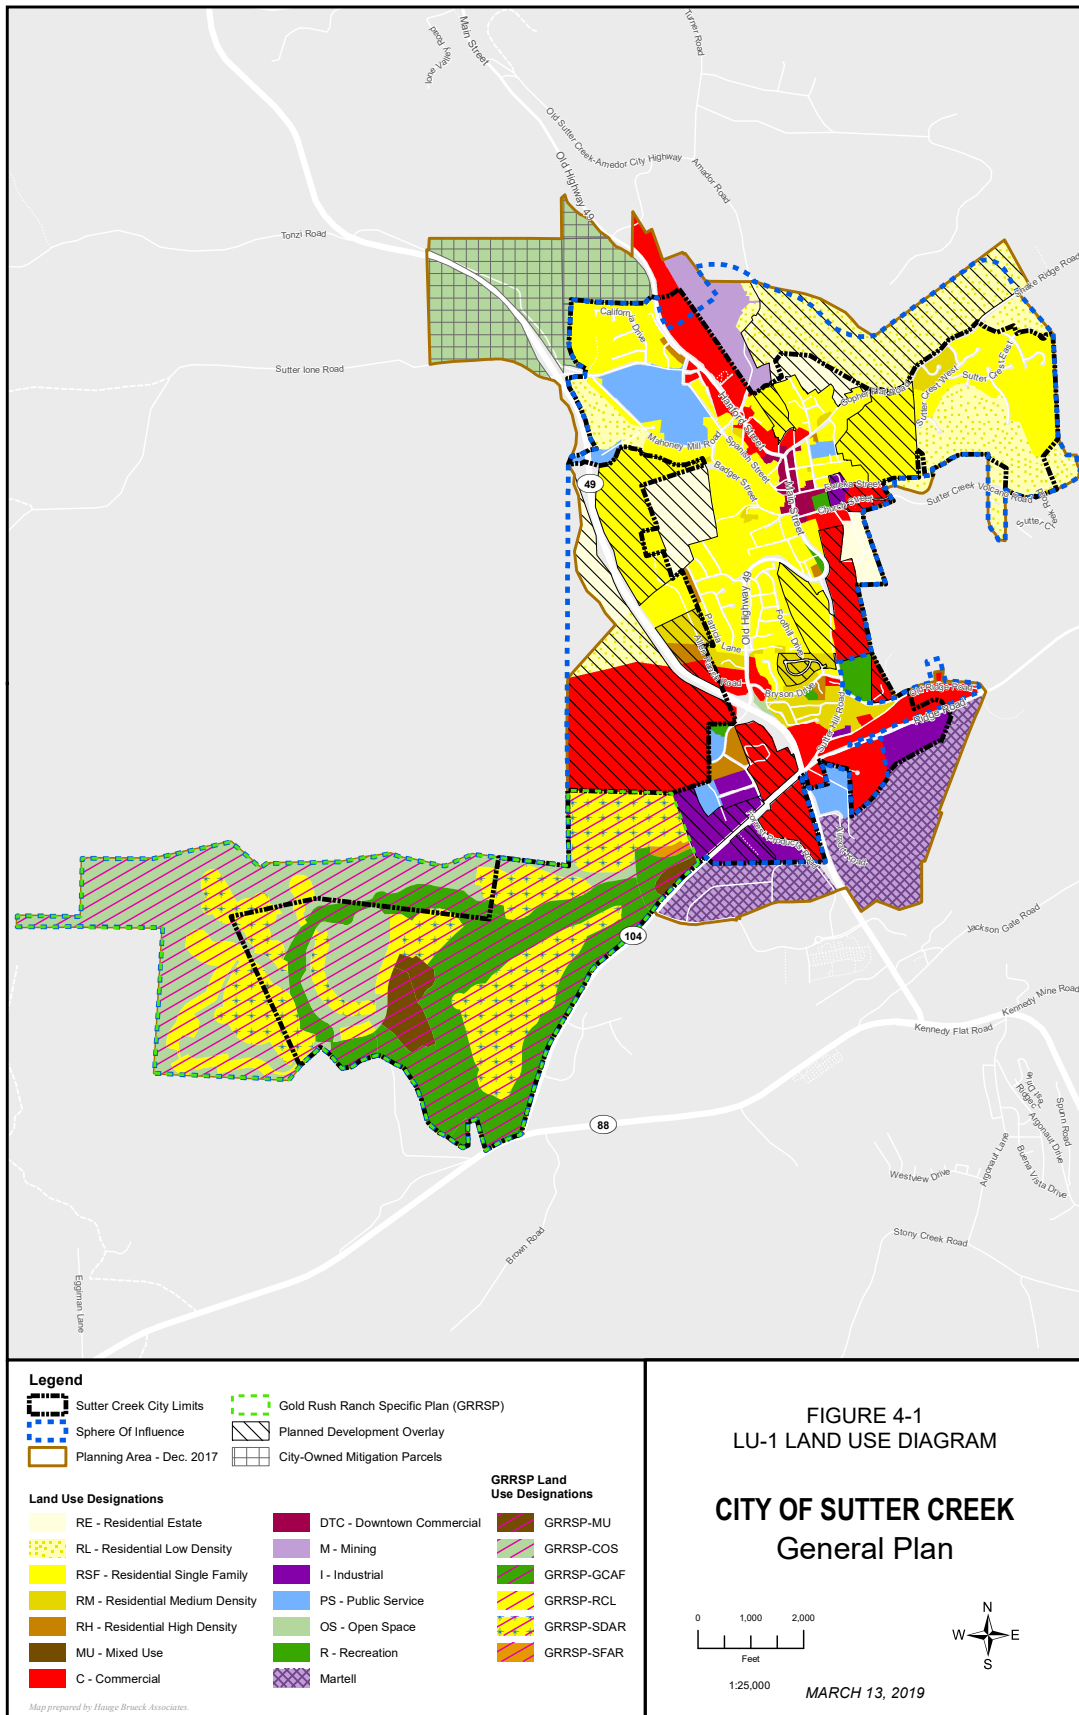 Main Street
Ione Valley Road
Turner Road
Old Sutter Creek-Amador City Highway
Old Highway 49
Amador Road
Tonzi Road
Shake Ridge Road
California Drive
Sutter Ione Road
Sutter Crest East
Sutter Crest West
Gopher Flat Road
Hanford Street
Mahoney Mill Road
Spanish Street
Badger Street
Main Street
Eureka Street
Church Street
Sutter Creek Volcano Road
49
Old Highway 49
Foothill Drive
Patricia Lane
Bryson Drive
Sutter Hill Road
Old Ridge Road
Ridge Road
104
Jackson Gate Road
Kennedy Mine Road
Kennedy Flat Road
88
Argonaut Drive
Spunn Road
Argonaut Lane
Buena Vista Drive
Westview Drive
Stony Creek Road
Brown Road
Eggiman Lane
Legend
Sutter Creek City Limits
Sphere Of Influence
Planning Area - Dec. 2017
Gold Rush Ranch Specific Plan (GRRSP)
Planned Development Overlay
City-Owned Mitigation Parcels
Land Use Designations
RE - Residential Estate
RL - Residential Low Density
RSF - Residential Single Family
RM - Residential Medium Density
RH - Residential High Density
MU - Mixed Use
C - Commercial
DTC - Downtown Commercial
M - Mining
I - Industrial
PS - Public Service
OS - Open Space
R - Recreation
Martell
GRRSP Land
Use Designations
GRRSP-MU
GRRSP-COS
GRRSP-GCAF
GRRSP-RCL
GRRSP-SDAR
GRRSP-SFAR
Map prepared by Hauge Brueck Associates.
FIGURE 4-1
LU-1 LAND USE DIAGRAM
CITY OF SUTTER CREEK
General Plan
0 1,000 2,000
Feet
1:25,000
N
W E
S
MARCH 13, 2019